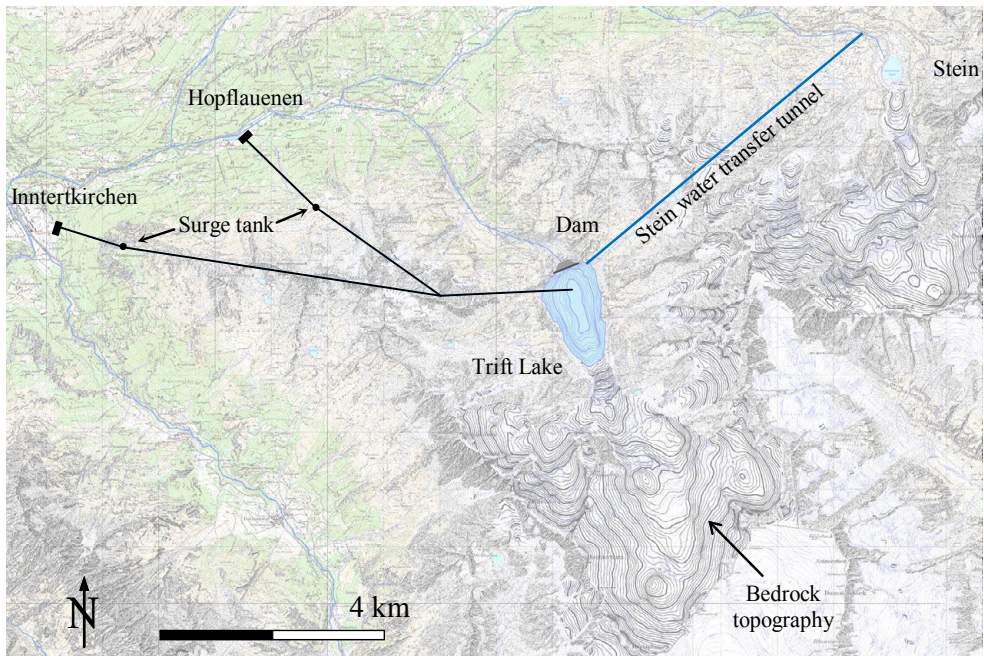 Stein
Hopflauenen
Stein water transfer tunnel
Inntertkirchen
Surge tank
Dam
Trift Lake
Bedrock
topography
N
4 km